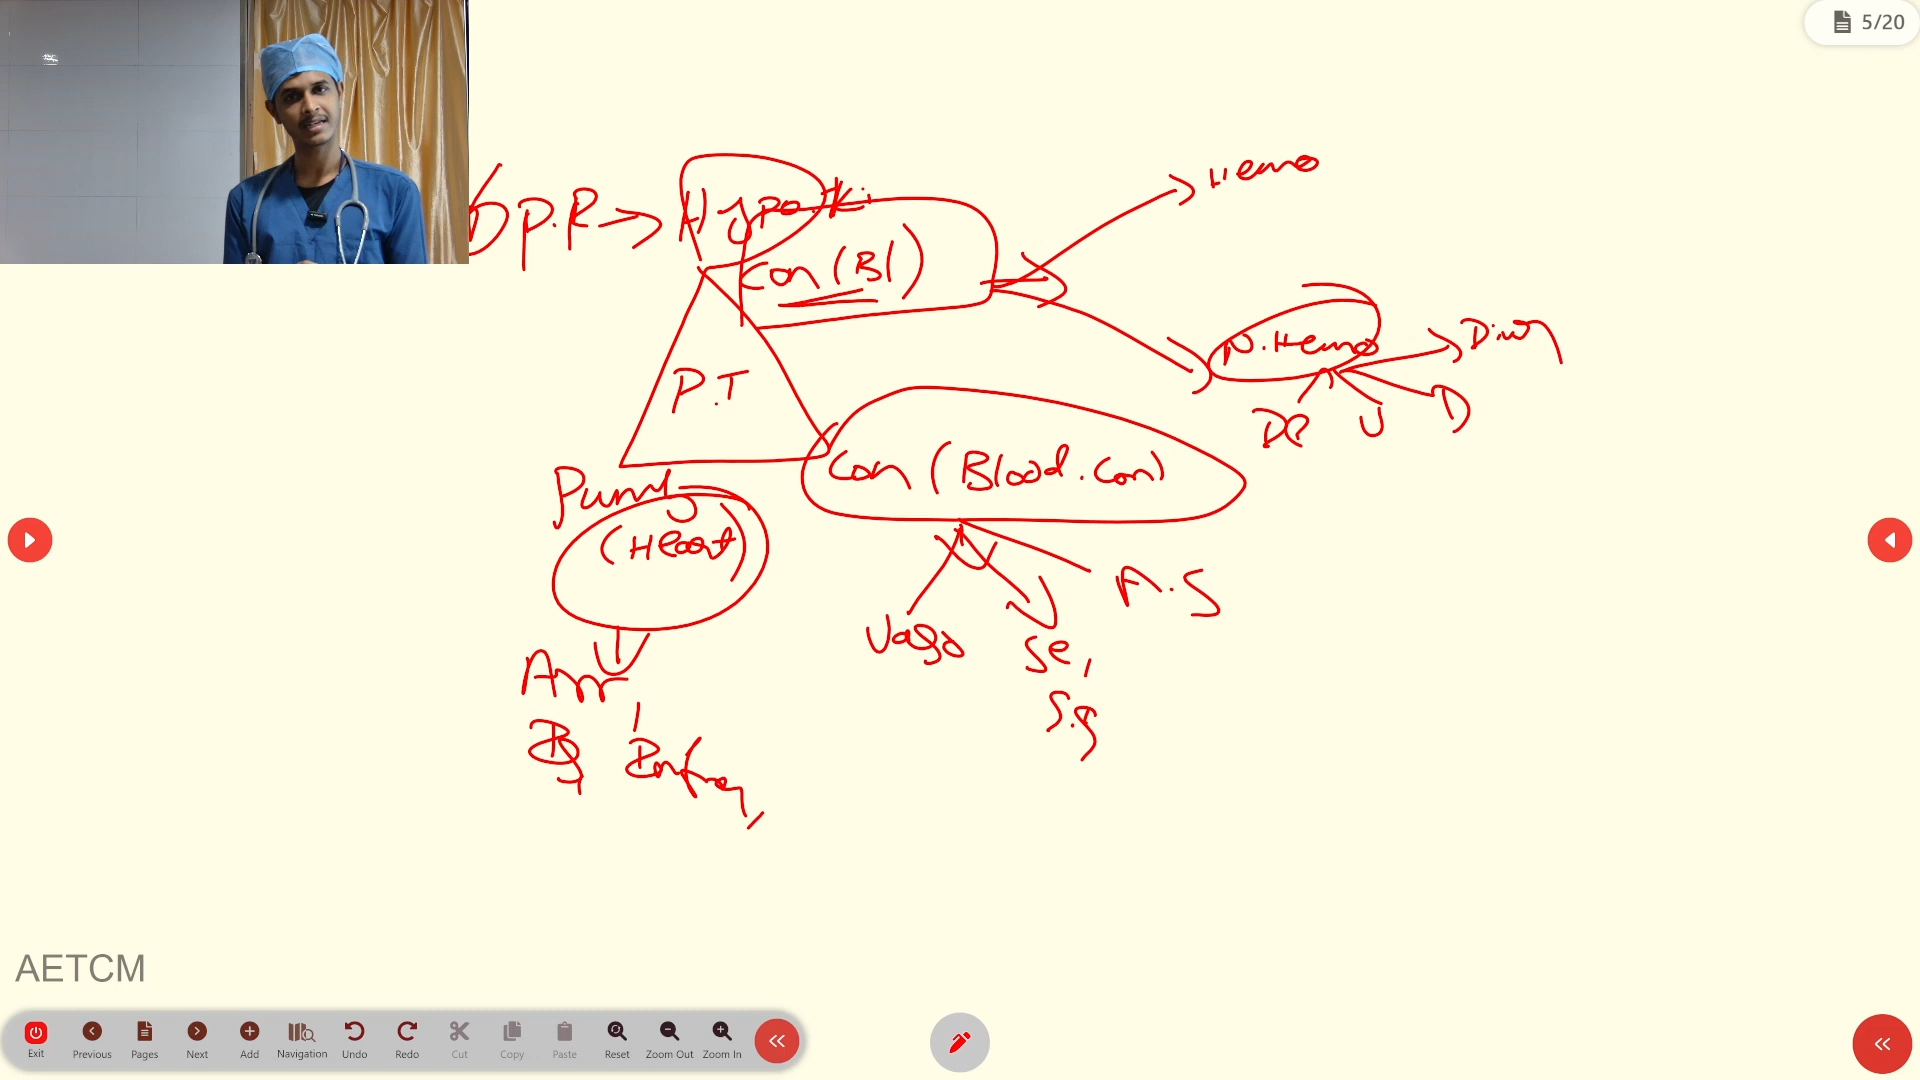 5/20
P.R → Hypo.
Con (Bl)
Hemo
N.Hemo
P.T
D
U
Con (Blood.Con)
Pump
(Heart)
A.S
Vaso
Se,
S.S
Arr
AETCM
Exit
Previous
Pages
Next
Add
Navigation
Undo
Redo
Cut
Copy
Paste
Reset
Zoom Out
Zoom In